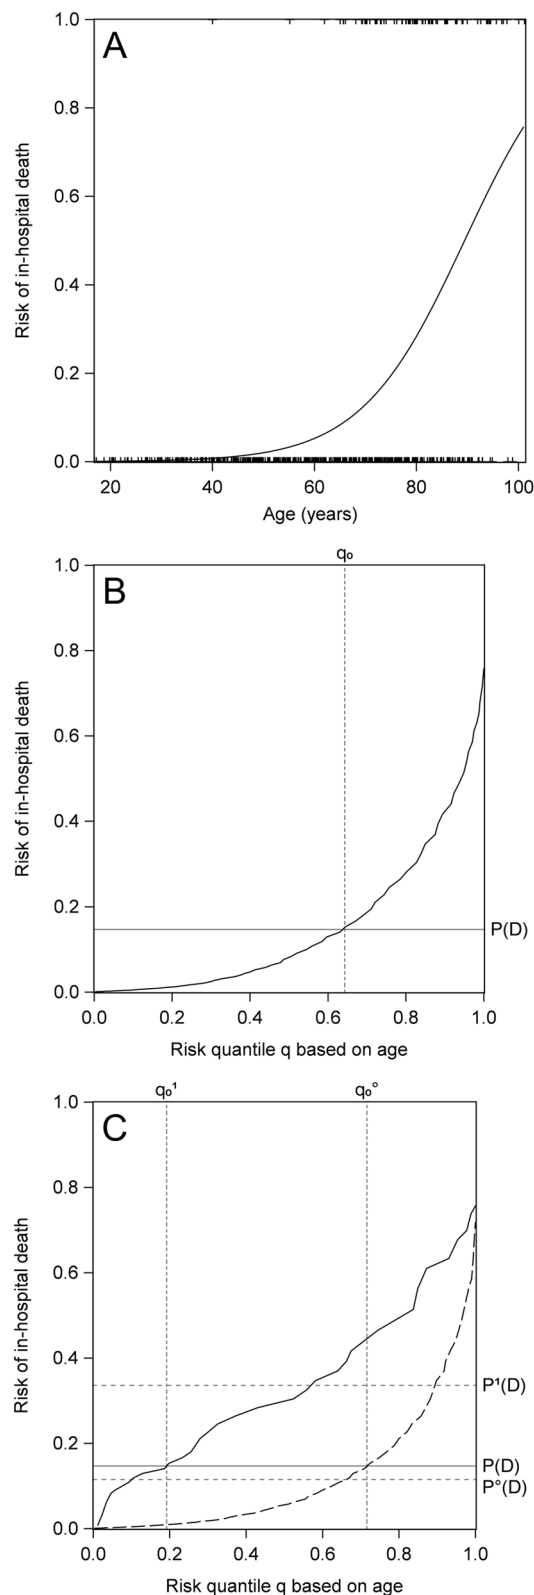 A
1.0
0.8
0.6
0.4
0.2
0.0
Risk of in-hospital death
20 40 60 80 100
Age (years)
q₀
B
1.0
0.8
0.6
0.4
0.2
0.0
Risk of in-hospital death
P(D)
0.0 0.2 0.4 0.6 0.8 1.0
Risk quantile q based on age
q₀¹ q₀°
C
1.0
0.8
0.6
0.4
0.2
0.0
Risk of in-hospital death
P¹(D)
P(D)
P°(D)
0.0 0.2 0.4 0.6 0.8 1.0
Risk quantile q based on age